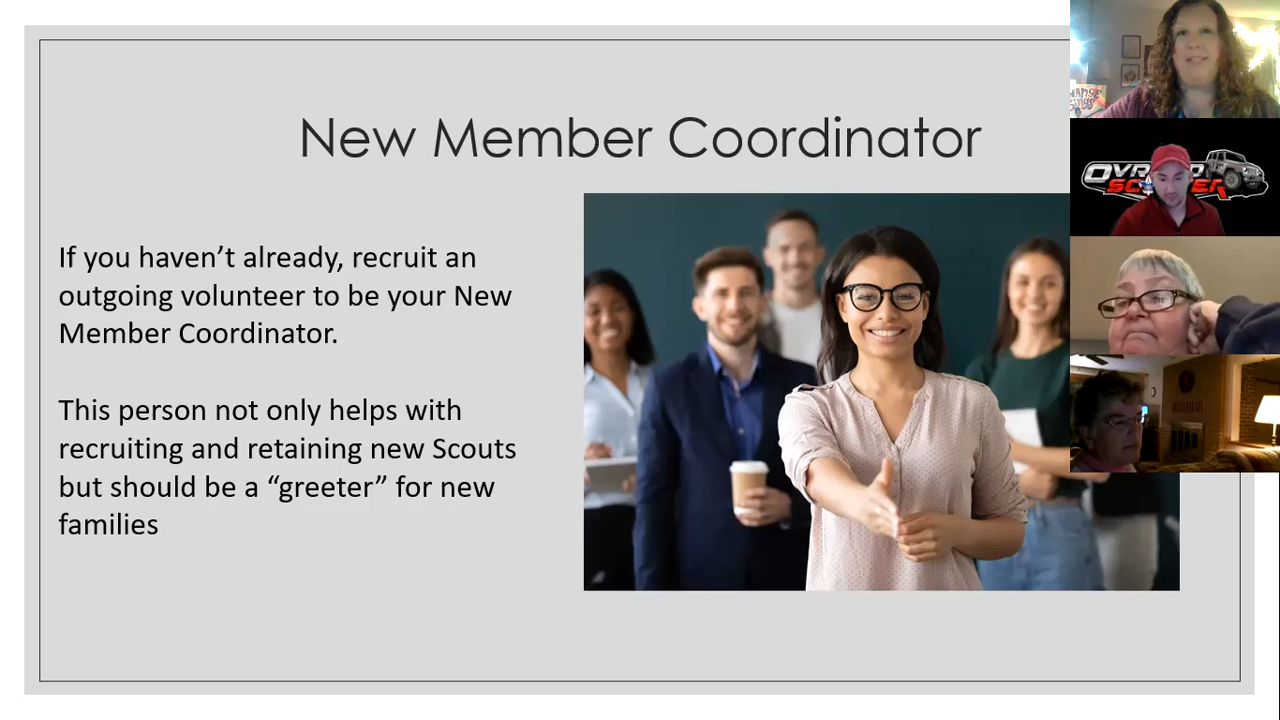 New Member Coordinator
If you haven’t already, recruit an
outgoing volunteer to be your New
Member Coordinator.
This person not only helps with
recruiting and retaining new Scouts
but should be a “greeter” for new
families